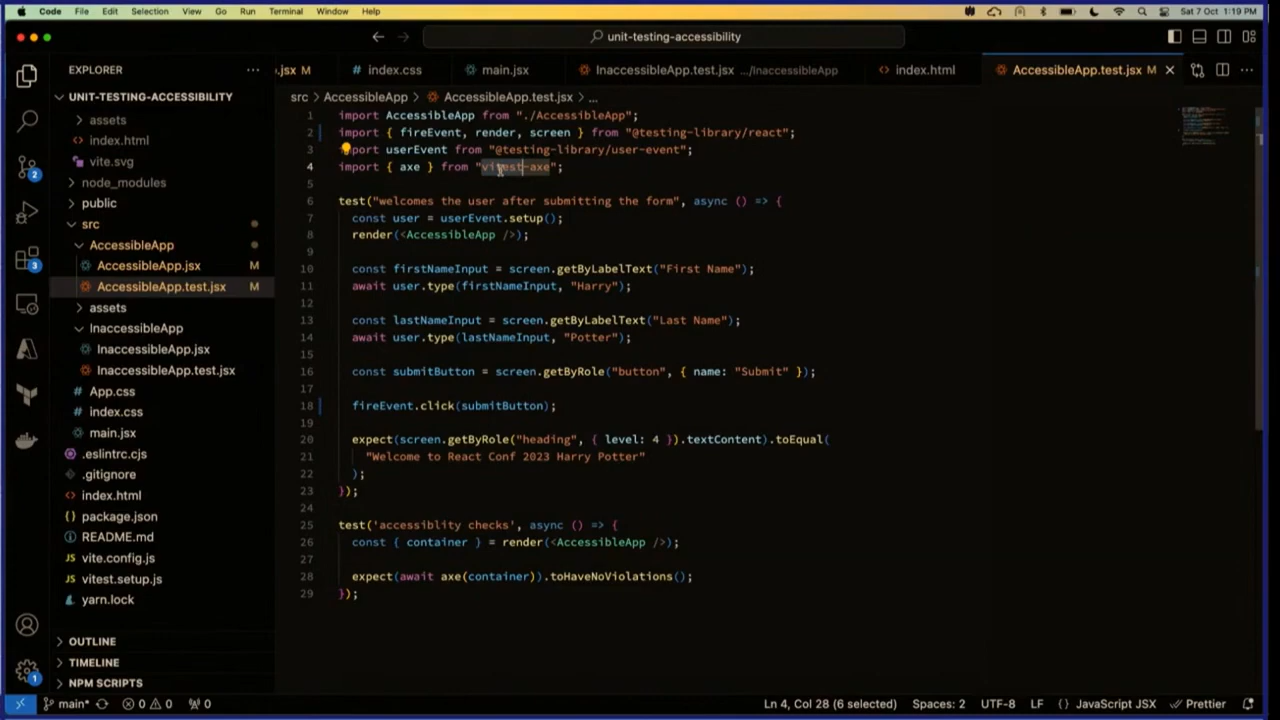 Code File Edit Selection View Go Run Terminal Window Help
Sat 7 Oct 1:19 PM
unit-testing-accessibility
EXPLORER
.jsx M
index.css
main.jsx
InaccessibleApp.test.jsx .../InaccessibleApp
index.html
AccessibleApp.test.jsx M
UNIT-TESTING-ACCESSIBILITY
assets
index.html
vite.svg
node_modules
public
src
AccessibleApp
AccessibleApp.jsx M
AccessibleApp.test.jsx M
assets
InaccessibleApp
InaccessibleApp.jsx
InaccessibleApp.test.jsx
App.css
index.css
main.jsx
.eslintrc.cjs
.gitignore
index.html
package.json
README.md
vite.config.js
vitest.setup.js
yarn.lock
OUTLINE
TIMELINE
NPM SCRIPTS
2
3
1
src > AccessibleApp > AccessibleApp.test.jsx > ...
1 import AccessibleApp from "./AccessibleApp";
2 import { fireEvent, render, screen } from "@testing-library/react";
3 port userEvent from "@testing-library/user-event";
4 import { axe } from "vitest-axe";
5
6 test("welcomes the user after submitting the form", async () => {
7 const user = userEvent.setup();
8 render(<AccessibleApp />);
9
10 const firstNameInput = screen.getByLabelText("First Name");
11 await user.type(firstNameInput, "Harry");
12
13 const lastNameInput = screen.getByLabelText("Last Name");
14 await user.type(lastNameInput, "Potter");
15
16 const submitButton = screen.getByRole("button", { name: "Submit" });
17
18 fireEvent.click(submitButton);
19
20 expect(screen.getByRole("heading", { level: 4 }).textContent).toEqual(
21 "Welcome to React Conf 2023 Harry Potter"
22 );
23 });
24
25 test('accessiblity checks', async () => {
26 const { container } = render(<AccessibleApp />);
27
28 expect(await axe(container)).toHaveNoViolations();
29 });
main* 0 0 0
Ln 4, Col 28 (6 selected) Spaces: 2 UTF-8 LF {} JavaScript JSX Prettier